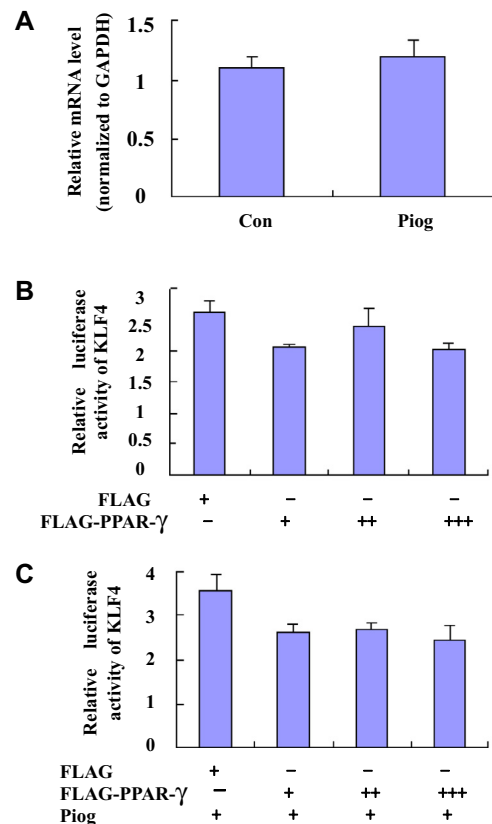 A
Relative mRNA level
(normalized to GAPDH)
1.5
1
0.5
0
Con Piog
B
Relative luciferase
activity of KLF4
3
2.5
2
1.5
1
0.5
0
FLAG + − − −
FLAG-PPAR-γ − + ++ +++
C
Relative luciferase
activity of KLF4
4
3
2
1
0
FLAG + − − −
FLAG-PPAR-γ − + ++ +++
Piog + + + +